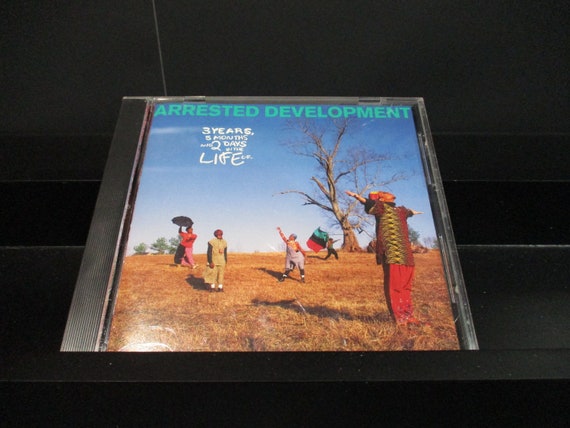 ARRESTED DEVELOPMENT
3 YEARS,
5 MONTHS
AND 2 DAYS
IN THE
LIFE OF..